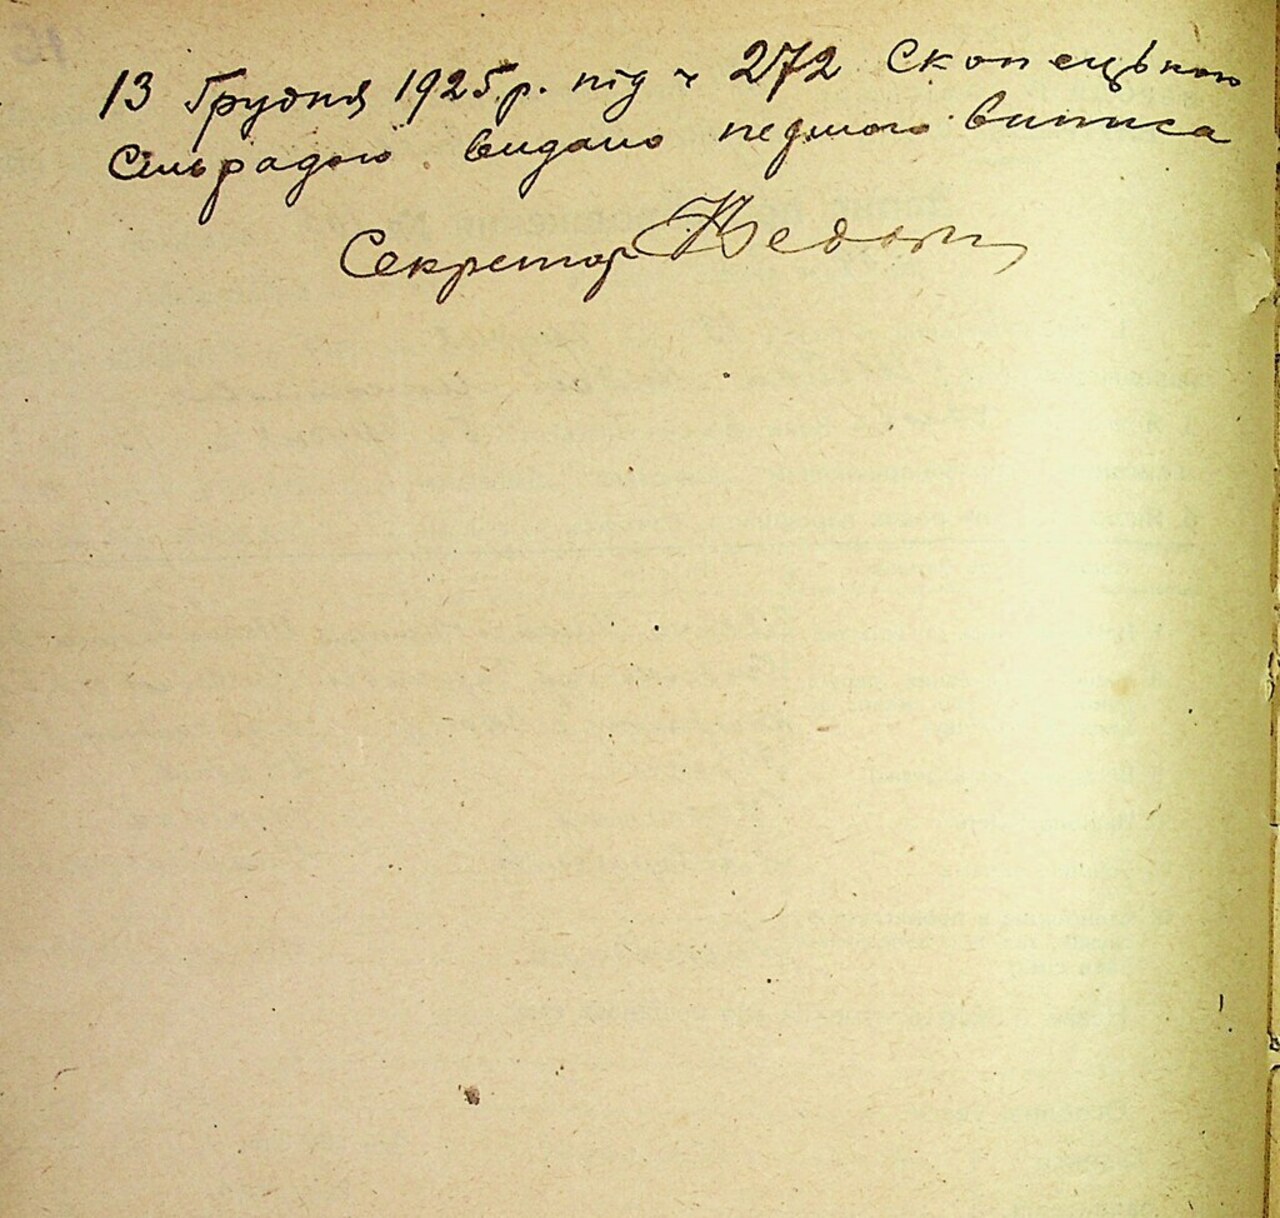 13 Грудня 1925 р. під ч 272 Скопецькою
Сільрадою видано першого виписа
Секретар